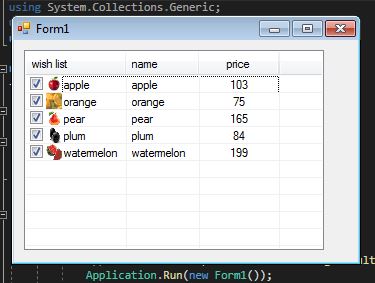 using System.Collections.Generic;
Form1
wish list name price
apple apple 103
orange orange 75
pear pear 165
plum plum 84
watermelon watermelon 199
Application.Run(new Form1());